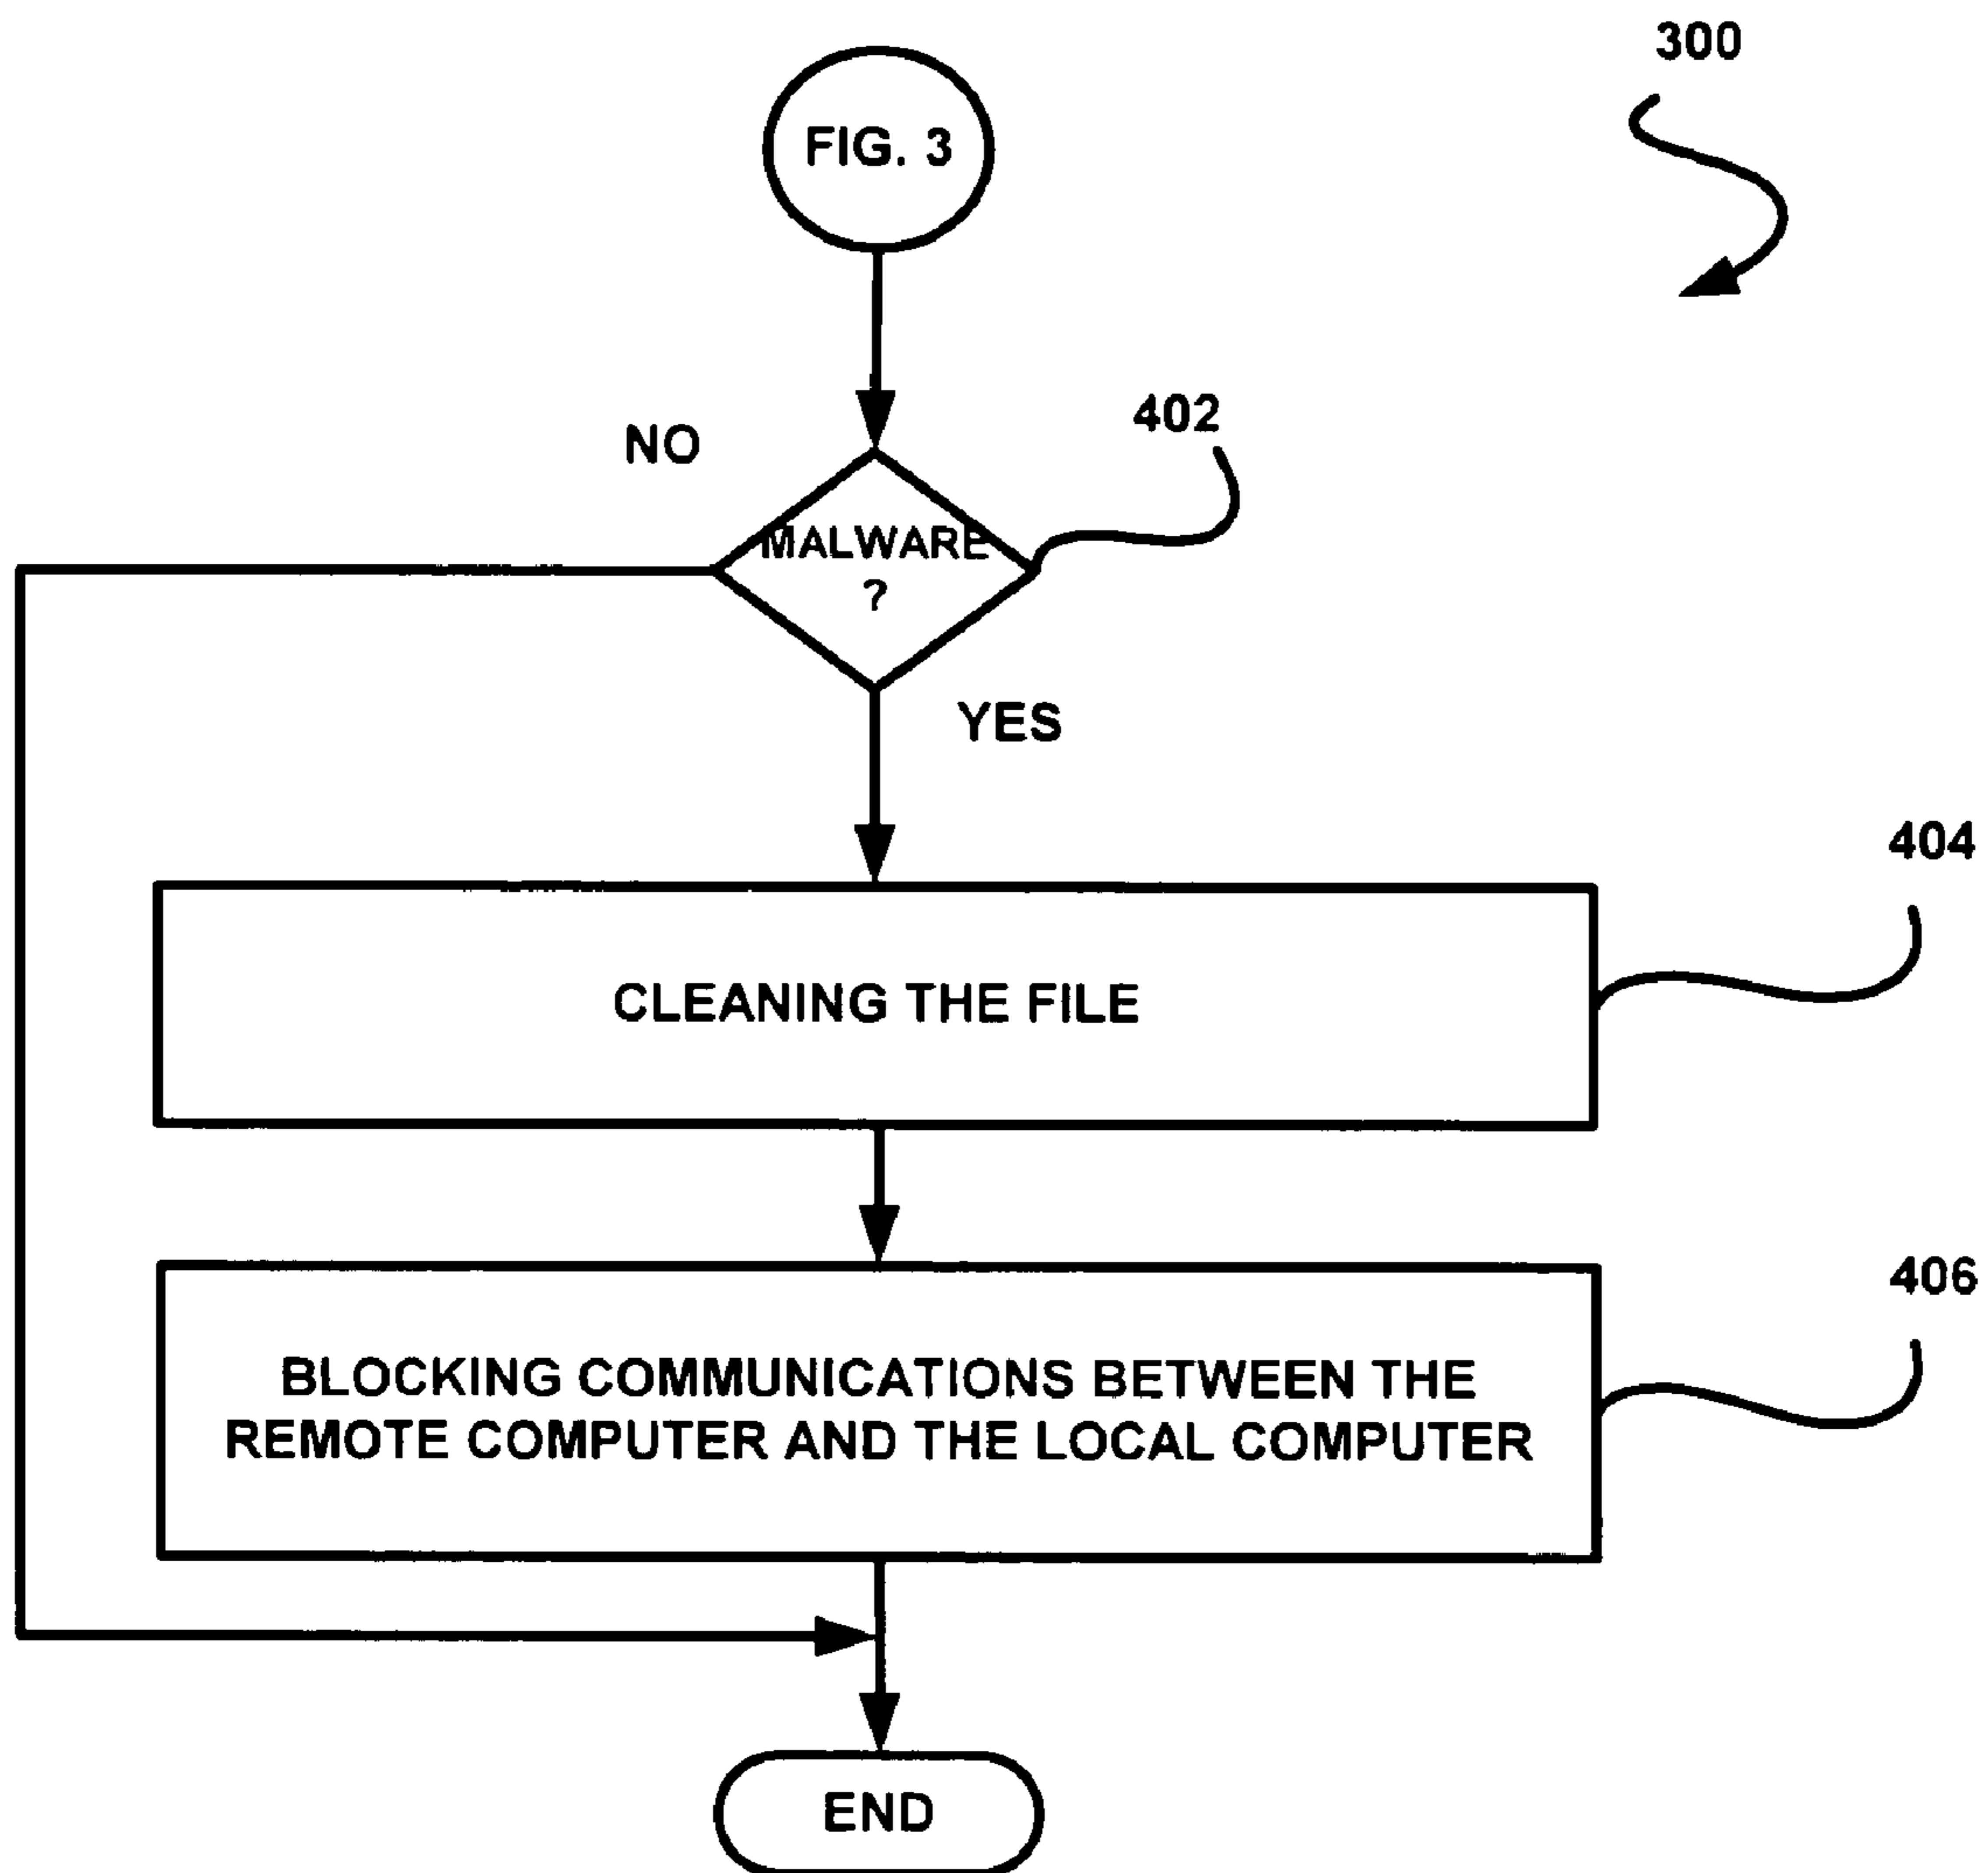 300
FIG. 3
402
NO
MALWARE
?
YES
404
CLEANING THE FILE
406
BLOCKING COMMUNICATIONS BETWEEN THE
REMOTE COMPUTER AND THE LOCAL COMPUTER
END